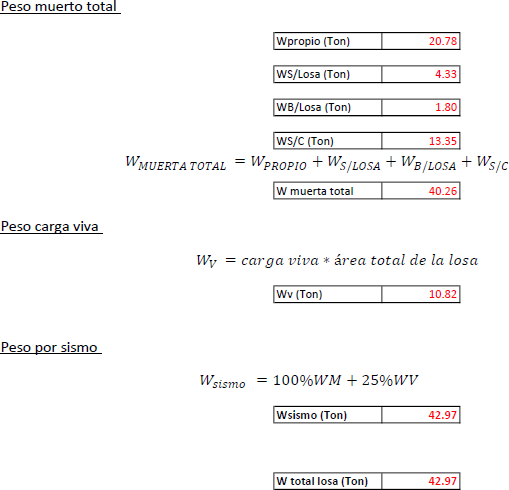 Peso muerto total
Wpropio (Ton) 20.78
WS/Losa (Ton) 4.33
WB/Losa (Ton) 1.80
WS/C (Ton) 13.35
W_{MUERTA TOTAL} = W_{PROPIO} + W_{S/LOSA} + W_{B/LOSA} + W_{S/C}
W muerta total 40.26
Peso carga viva
W_V = carga viva * área total de la losa
Wv (Ton) 10.82
Peso por sismo
W_{sismo} = 100%WM + 25%WV
Wsismo (Ton) 42.97
W total losa (Ton) 42.97